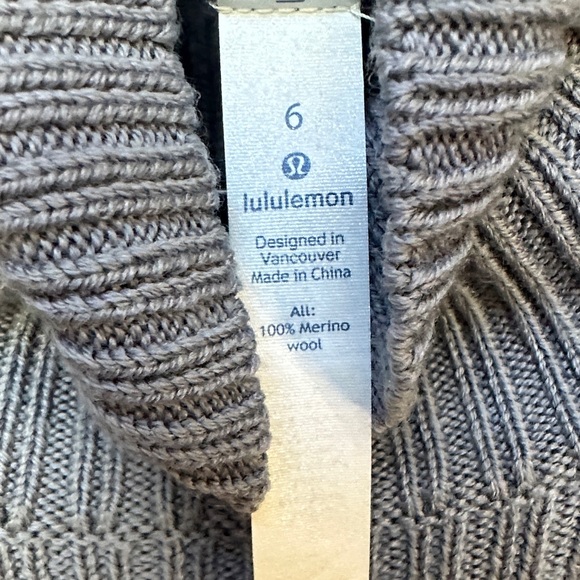 6
lululemon
Designed in
Vancouver
Made in China
All:
100% Merino
wool